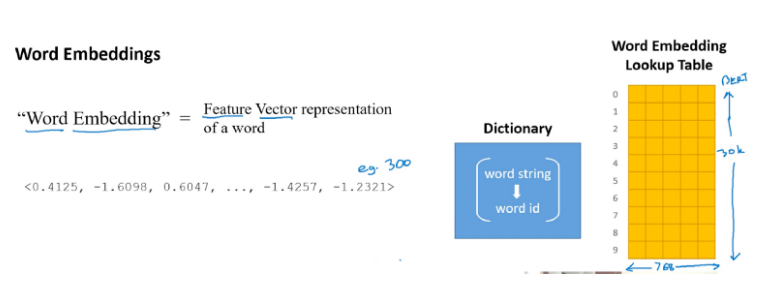 Word Embeddings
“Word Embedding” = Feature Vector representation
of a word
eg. 300
<0.4125, -1.6098, 0.6047, ..., -1.4257, -1.2321>
Dictionary
word string
word id
Word Embedding
Lookup Table
BERT
0
1
2
3
4
5
6
7
8
9
30k
768